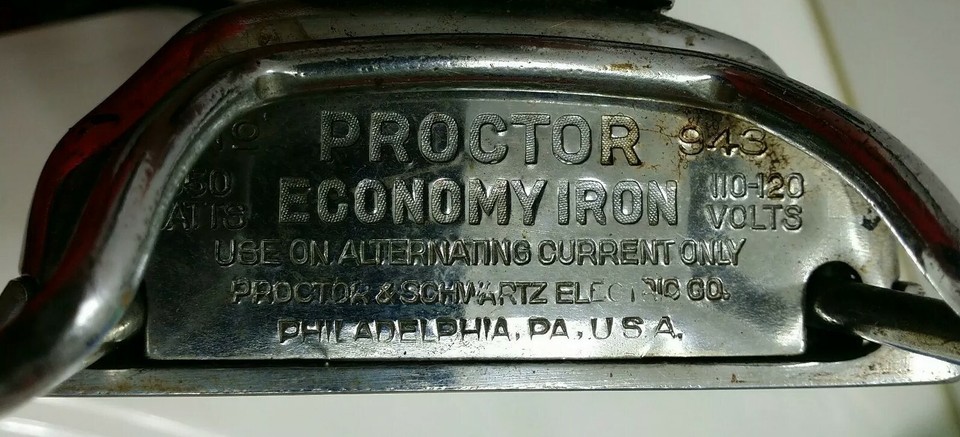 PROCTOR 943
ECONOMY IRON
110-120
VOLTS
USE ON ALTERNATING CURRENT ONLY
PROCTOR & SCHWARTZ ELECTRIC CO.
PHILADELPHIA, PA., U S A.